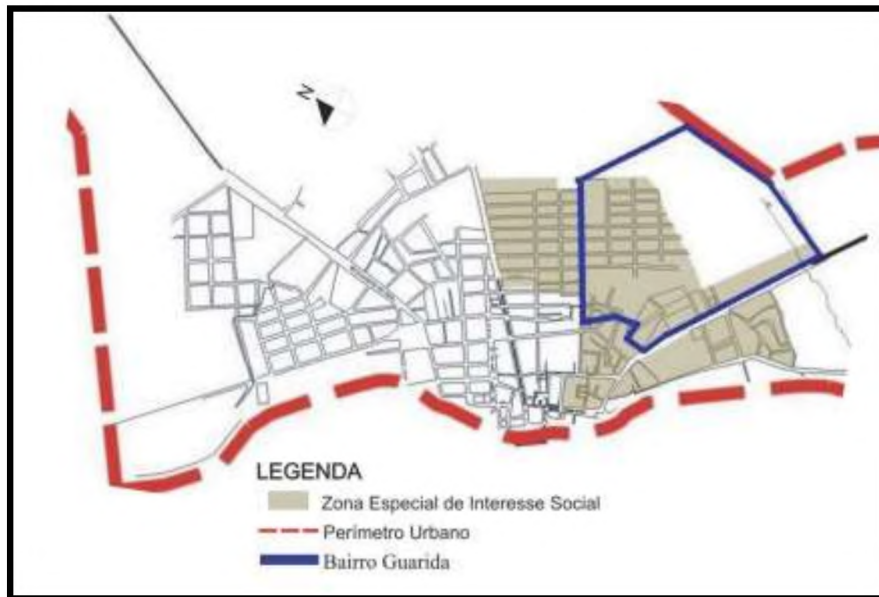 N
LEGENDA
Zona Especial de Interesse Social
Perímetro Urbano
Bairro Guarida